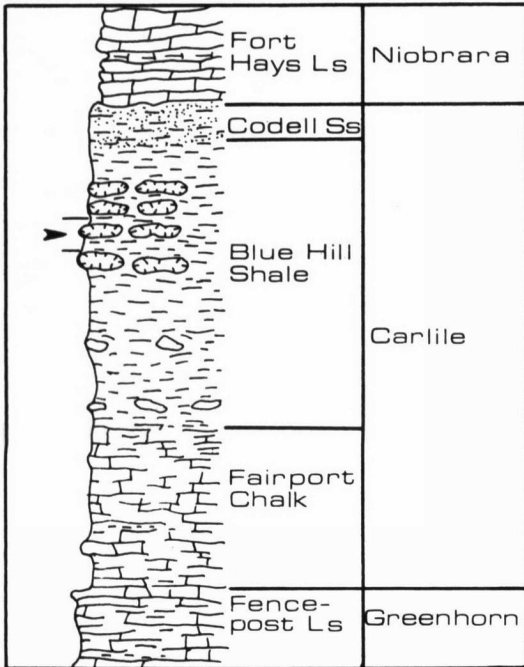 Fort
Hays Ls
Niobrara
Codell Ss
Blue Hill
Shale
Carlile
Fairport
Chalk
Fence-
post Ls
Greenhorn